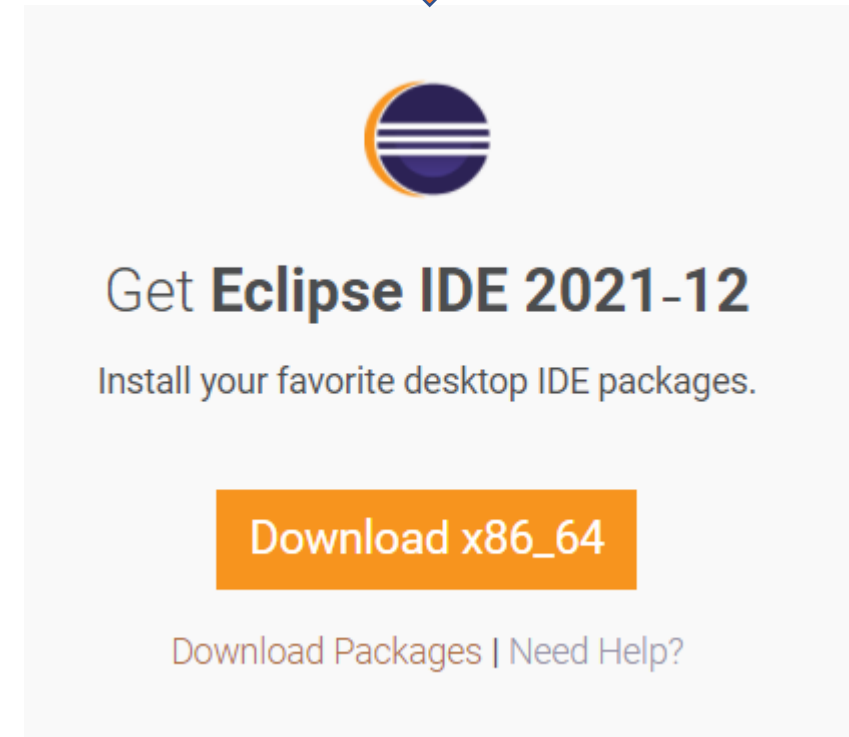 Get Eclipse IDE 2021-12
Install your favorite desktop IDE packages.
Download x86_64
Download Packages | Need Help?